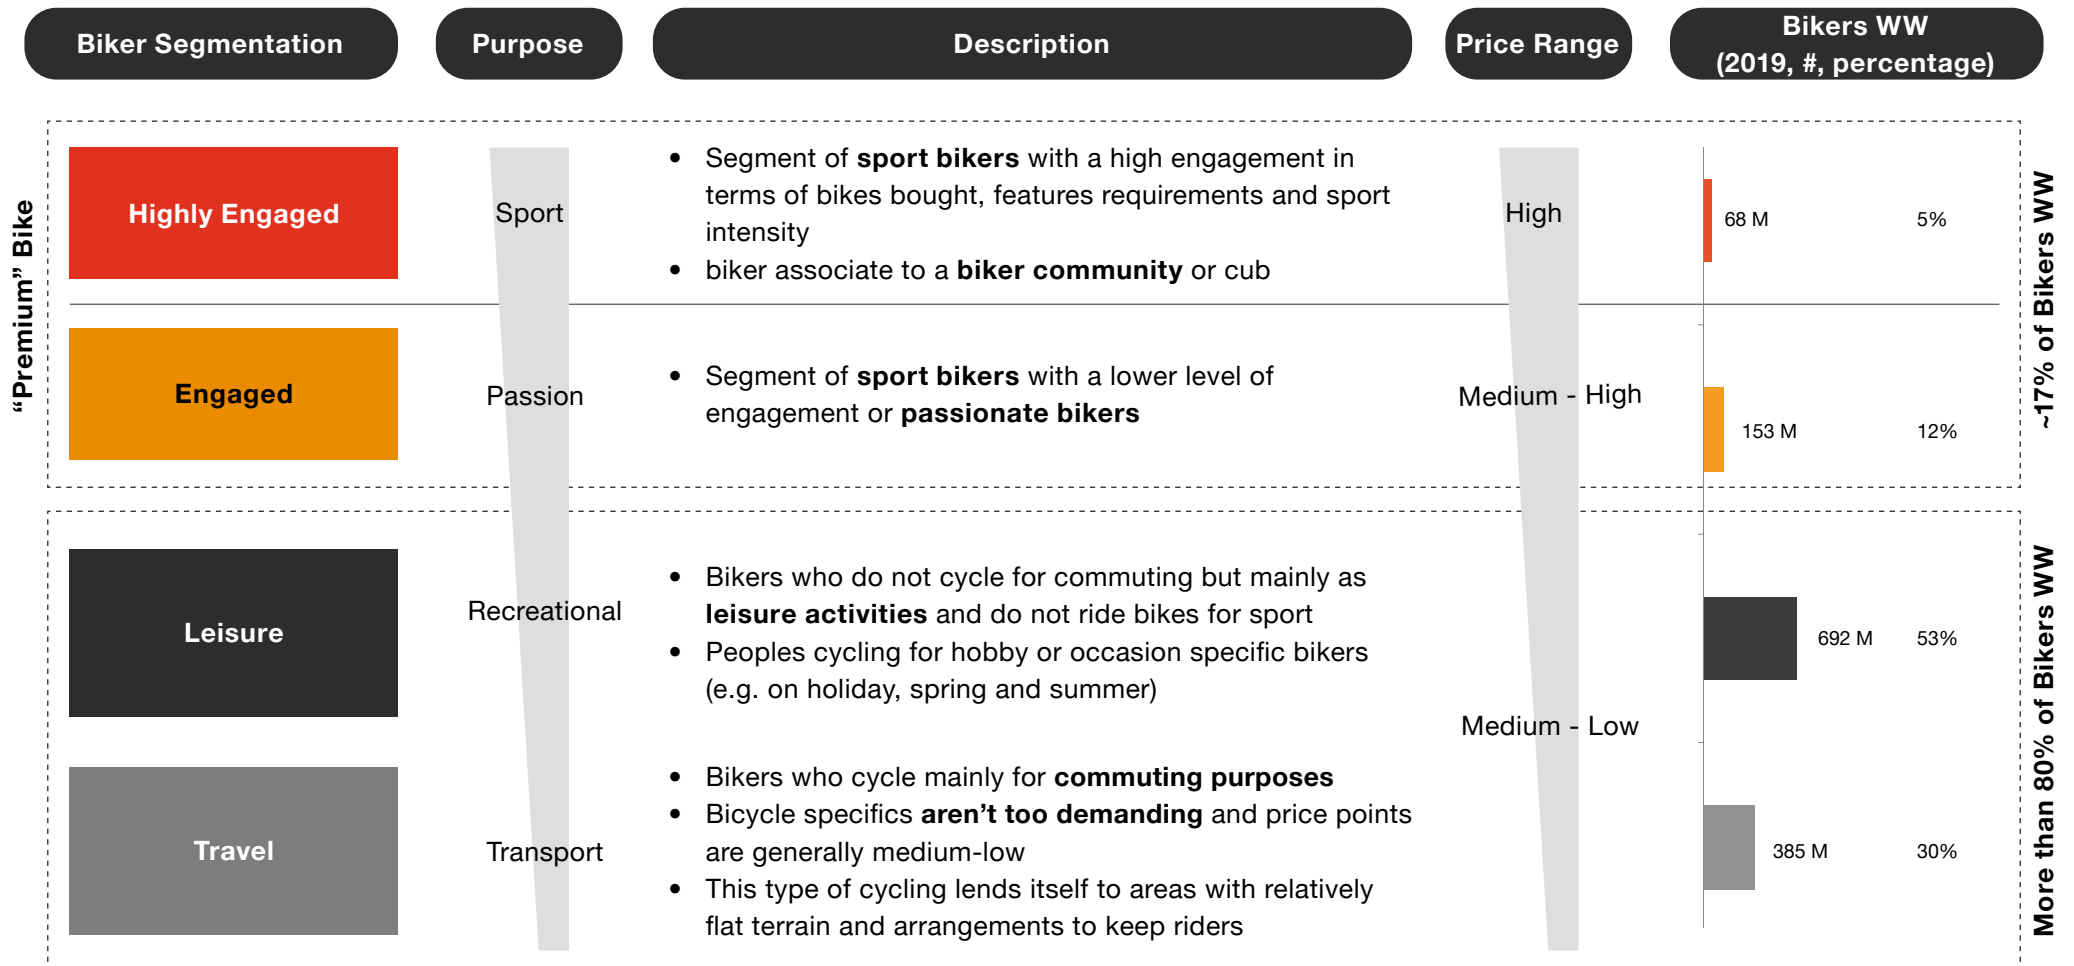 Biker Segmentation
Purpose
Description
Price Range
Bikers WW
(2019, #, percentage)
“Premium” Bike
Highly Engaged
Sport
• Segment of sport bikers with a high engagement in
terms of bikes bought, features requirements and sport
intensity
• biker associate to a biker community or cub
High
68 M
5%
~17% of Bikers WW
Engaged
Passion
• Segment of sport bikers with a lower level of
engagement or passionate bikers
Medium - High
153 M
12%
Leisure
Recreational
• Bikers who do not cycle for commuting but mainly as
leisure activities and do not ride bikes for sport
• Peoples cycling for hobby or occasion specific bikers
(e.g. on holiday, spring and summer)
Medium - Low
692 M
53%
More than 80% of Bikers WW
Travel
Transport
• Bikers who cycle mainly for commuting purposes
• Bicycle specifics aren’t too demanding and price points
are generally medium-low
• This type of cycling lends itself to areas with relatively
flat terrain and arrangements to keep riders
385 M
30%